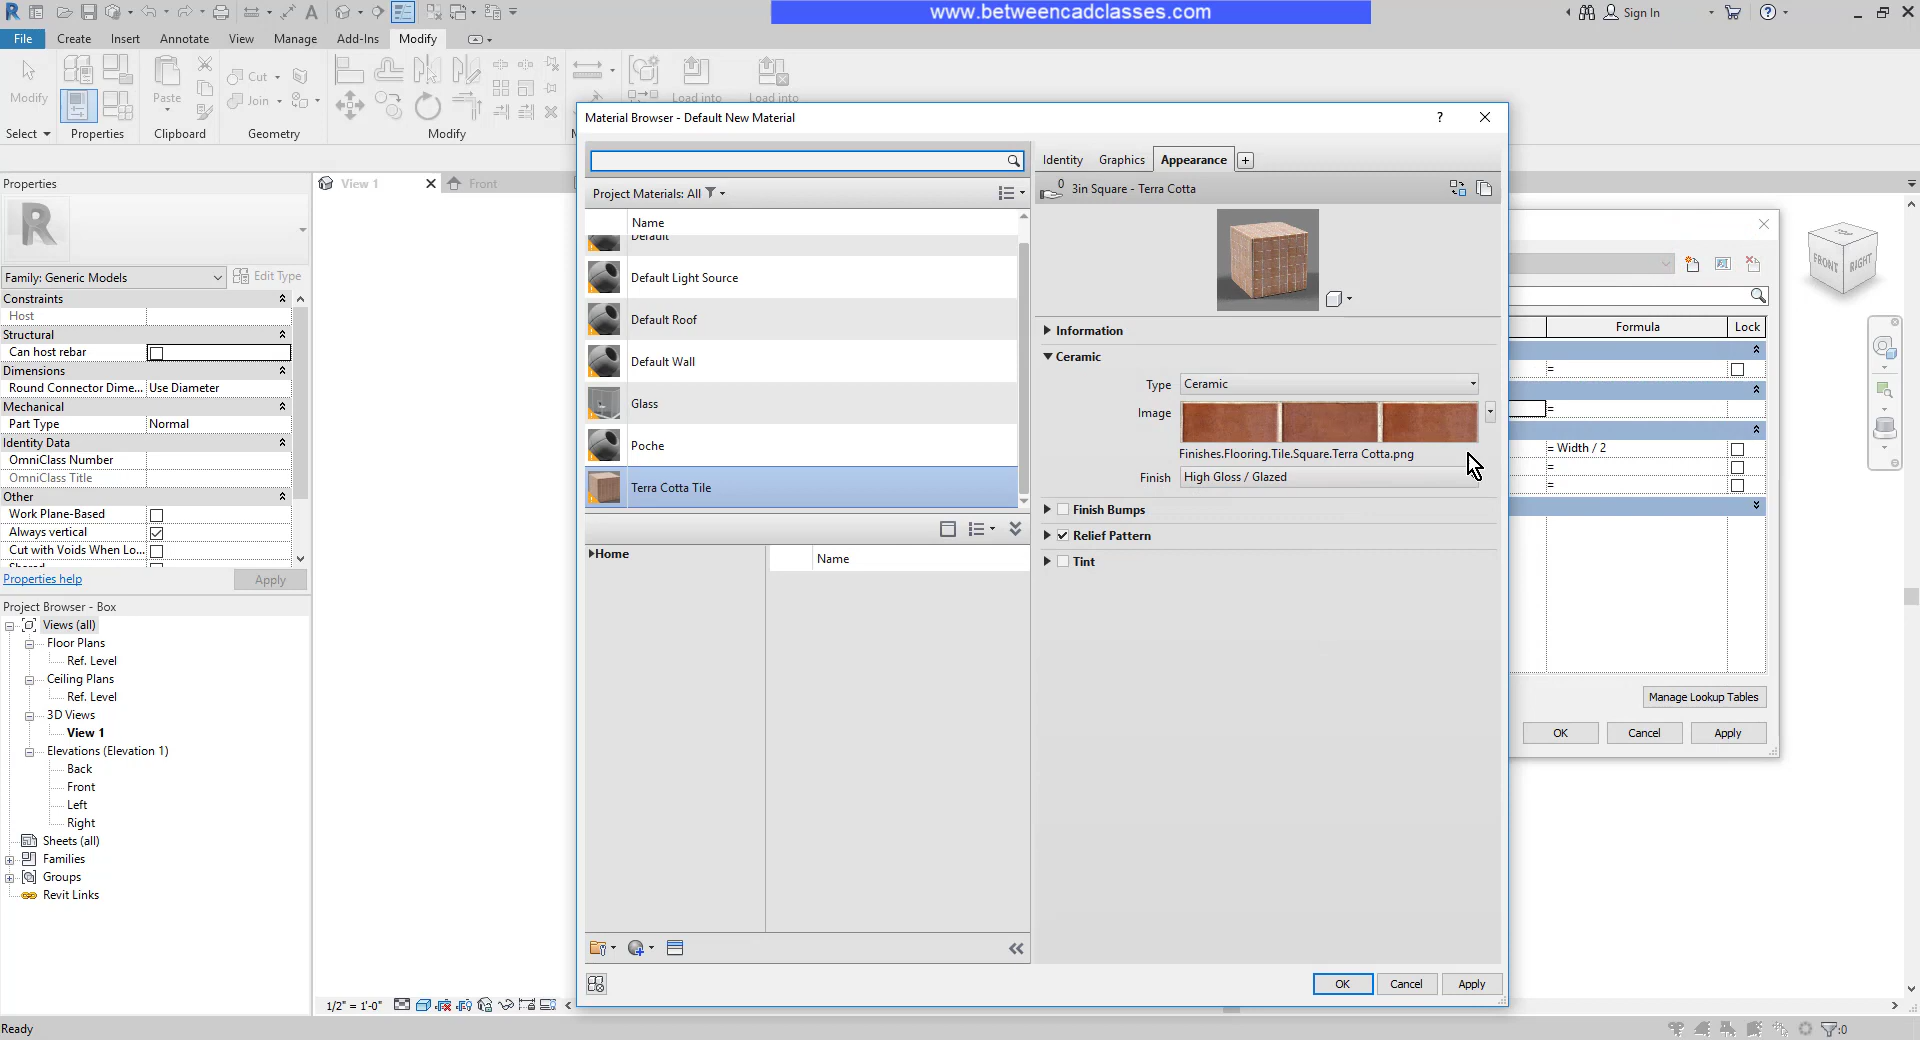 www.betweencadclasses.com
Sign In
File
Create
Insert
Annotate
View
Manage
Add-Ins
Modify
Modify
Paste
Cut
Join
Load into
Load into
Select
Properties
Clipboard
Geometry
Modify
Properties
Family: Generic Models
Edit Type
Constraints
Host
Structural
Can host rebar
Dimensions
Round Connector Dime...
Use Diameter
Mechanical
Part Type
Normal
Identity Data
OmniClass Number
OmniClass Title
Other
Work Plane-Based
Always vertical
Cut with Voids When Lo...
Shared
Properties help
Apply
Project Browser - Box
Views (all)
Floor Plans
Ref. Level
Ceiling Plans
Ref. Level
3D Views
View 1
Elevations (Elevation 1)
Back
Front
Left
Right
Sheets (all)
Families
Groups
Revit Links
View 1
Front
Material Browser - Default New Material
?
Project Materials: All
Name
Default
Default Light Source
Default Roof
Default Wall
Glass
Poche
Terra Cotta Tile
Home
Name
Identity
Graphics
Appearance
0
3in Square - Terra Cotta
Information
Ceramic
Type
Ceramic
Image
Finishes.Flooring.Tile.Square.Terra Cotta.png
Finish
High Gloss / Glazed
Finish Bumps
Relief Pattern
Tint
OK
Cancel
Apply
Formula
Lock
=
=
= Width / 2
=
=
Manage Lookup Tables
OK
Cancel
Apply
TOP
FRONT
RIGHT
1/2" = 1'-0"
Ready
:0